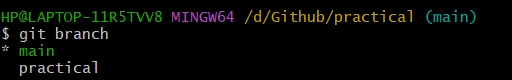 HP@LAPTOP-11R5TVV8 MINGW64 /d/Github/practical (main)
$ git branch
* main
  practical